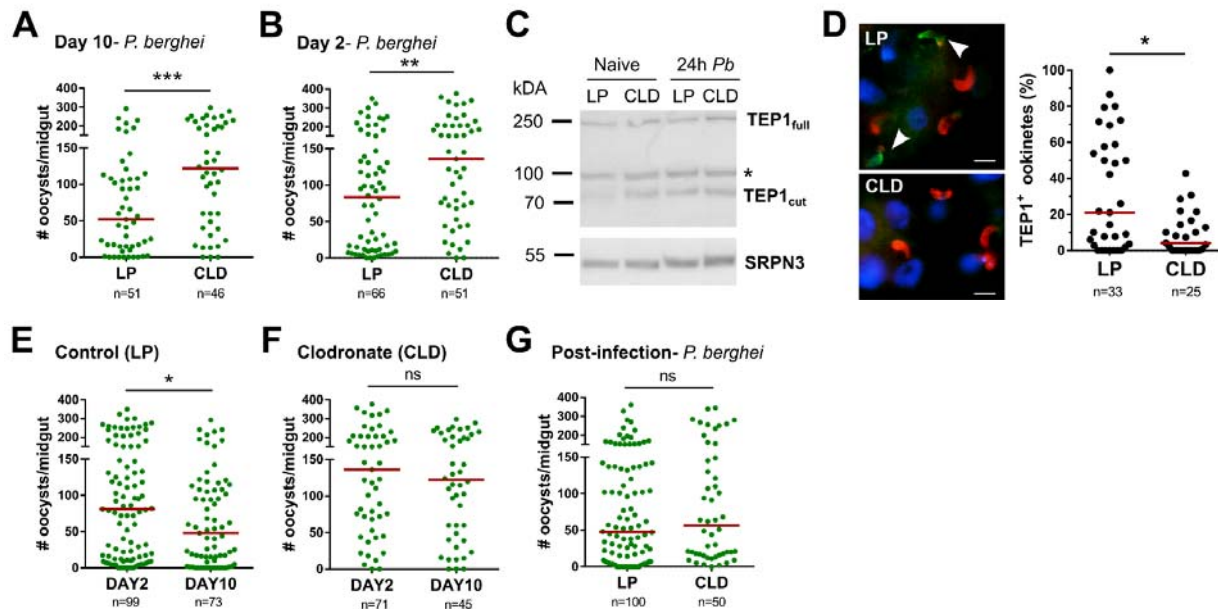 A Day 10- P. berghei
***
# oocysts/midgut
400
300
200
150
100
50
0
LP CLD
n=51 n=46
B Day 2- P. berghei
**
# oocysts/midgut
400
300
200
150
100
50
0
LP CLD
n=66 n=51
C
Naive 24h Pb
kDA LP CLD LP CLD
250 TEP1full
100 *
70 TEP1cut
55 SRPN3
D
LP
CLD
*
TEP1+ ookinetes (%)
100
80
60
40
20
0
LP CLD
n=33 n=25
E Control (LP)
*
# oocysts/midgut
400
300
200
150
100
50
0
DAY2 DAY10
n=99 n=73
F Clodronate (CLD)
ns
# oocysts/midgut
400
300
200
150
100
50
0
DAY2 DAY10
n=71 n=45
G Post-infection- P. berghei
ns
# oocysts/midgut
400
300
200
150
100
50
0
LP CLD
n=100 n=50